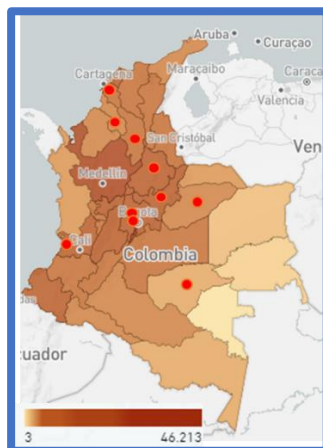 Aruba
Curaçao
Cartagena
Maracaibo
Caraca
Valencia
San Cristóbal
Ven
Medellín
Bogota
Cali
Colombia
cuador
3
46.213